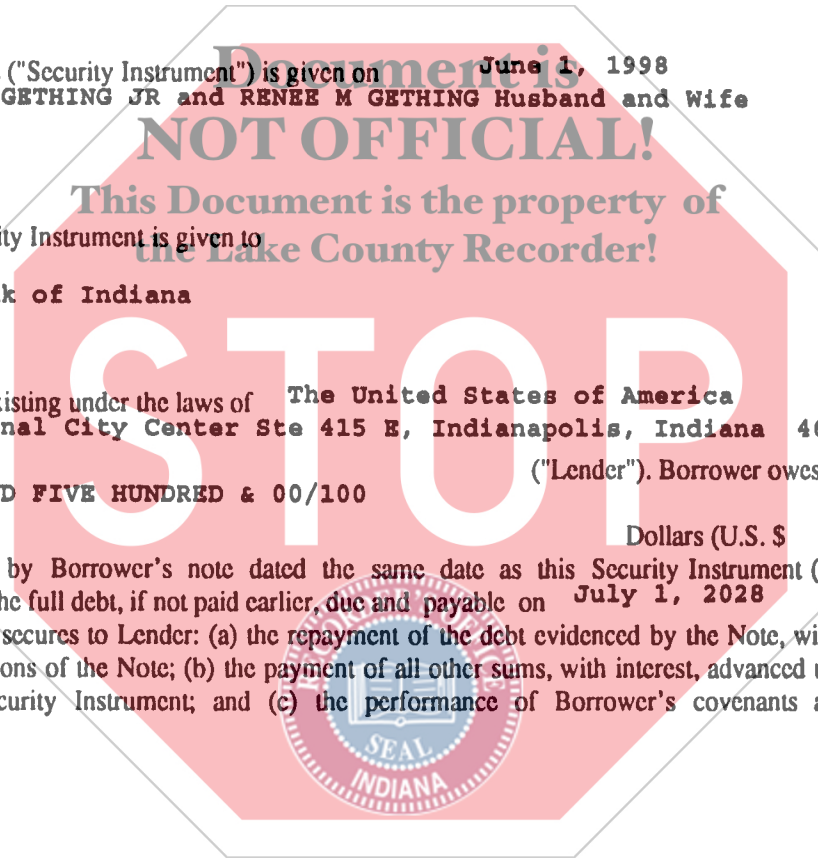 ("Security Instrument") is given on June 1, 1998
GETHING JR and RENEE M GETHING Husband and Wife
Document is
NOT OFFICIAL!
This Document is the property of
the Lake County Recorder!
ity Instrument is given to
k of Indiana
STOP
xisting under the laws of The United States of America
nal City Center Ste 415 E, Indianapolis, Indiana 46
("Lender"). Borrower owes
D FIVE HUNDRED & 00/100
Dollars (U.S. $
by Borrower's note dated the same date as this Security Instrument (
he full debt, if not paid earlier, due and payable on July 1, 2028
secures to Lender: (a) the repayment of the debt evidenced by the Note, wi
ons of the Note; (b) the payment of all other sums, with interest, advanced u
curity Instrument; and (c) the performance of Borrower's covenants a
RECORDER'S OFFICE
SEAL
INDIANA